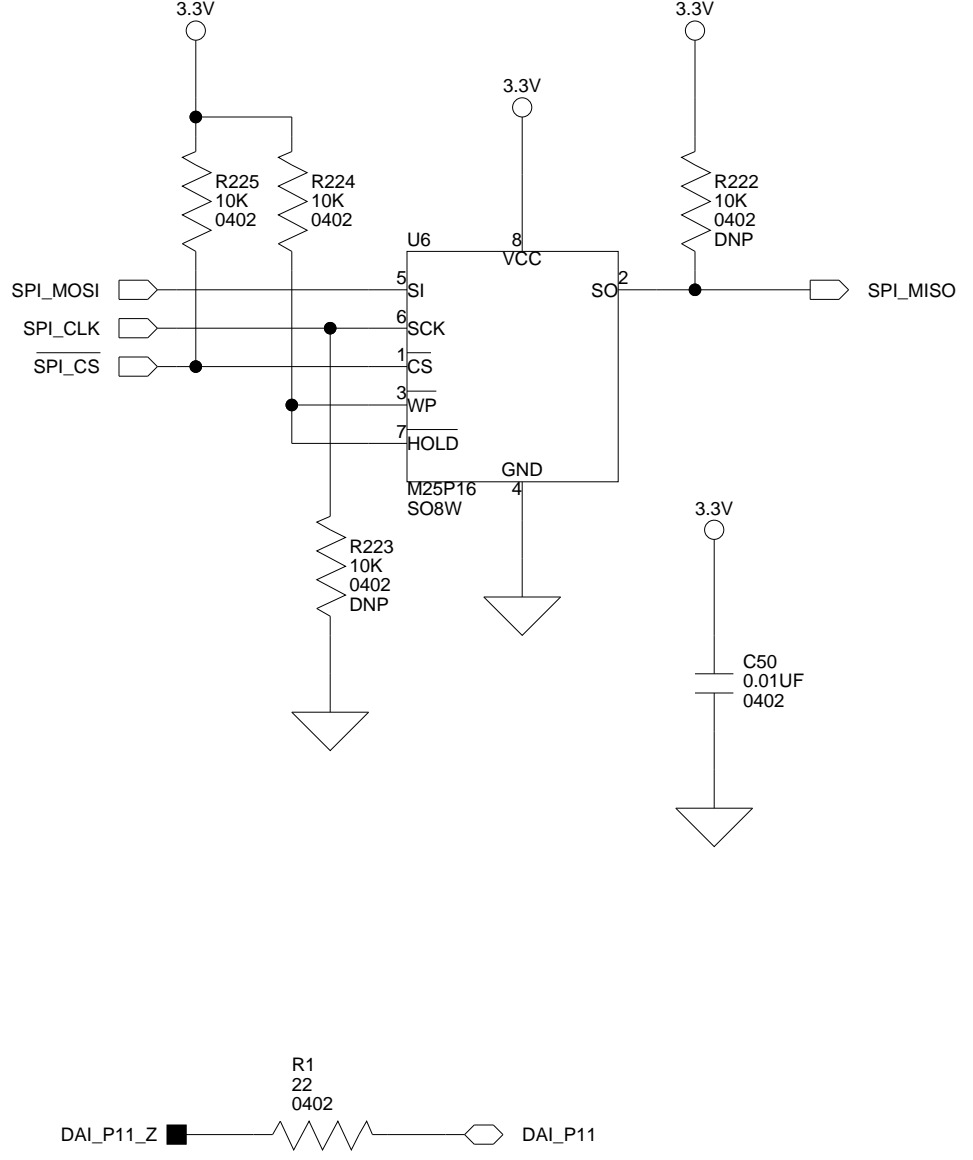 3.3V
3.3V
3.3V
R225
10K
0402
R224
10K
0402
R222
10K
0402
DNP
U6
8
VCC
SPI_MOSI
5
SI
SO
2
SPI_MISO
SPI_CLK
6
SCK
SPI_CS
1
CS
3
WP
7
HOLD
GND
4
M25P16
SO8W
3.3V
R223
10K
0402
DNP
C50
0.01UF
0402
R1
22
0402
DAI_P11_Z
DAI_P11